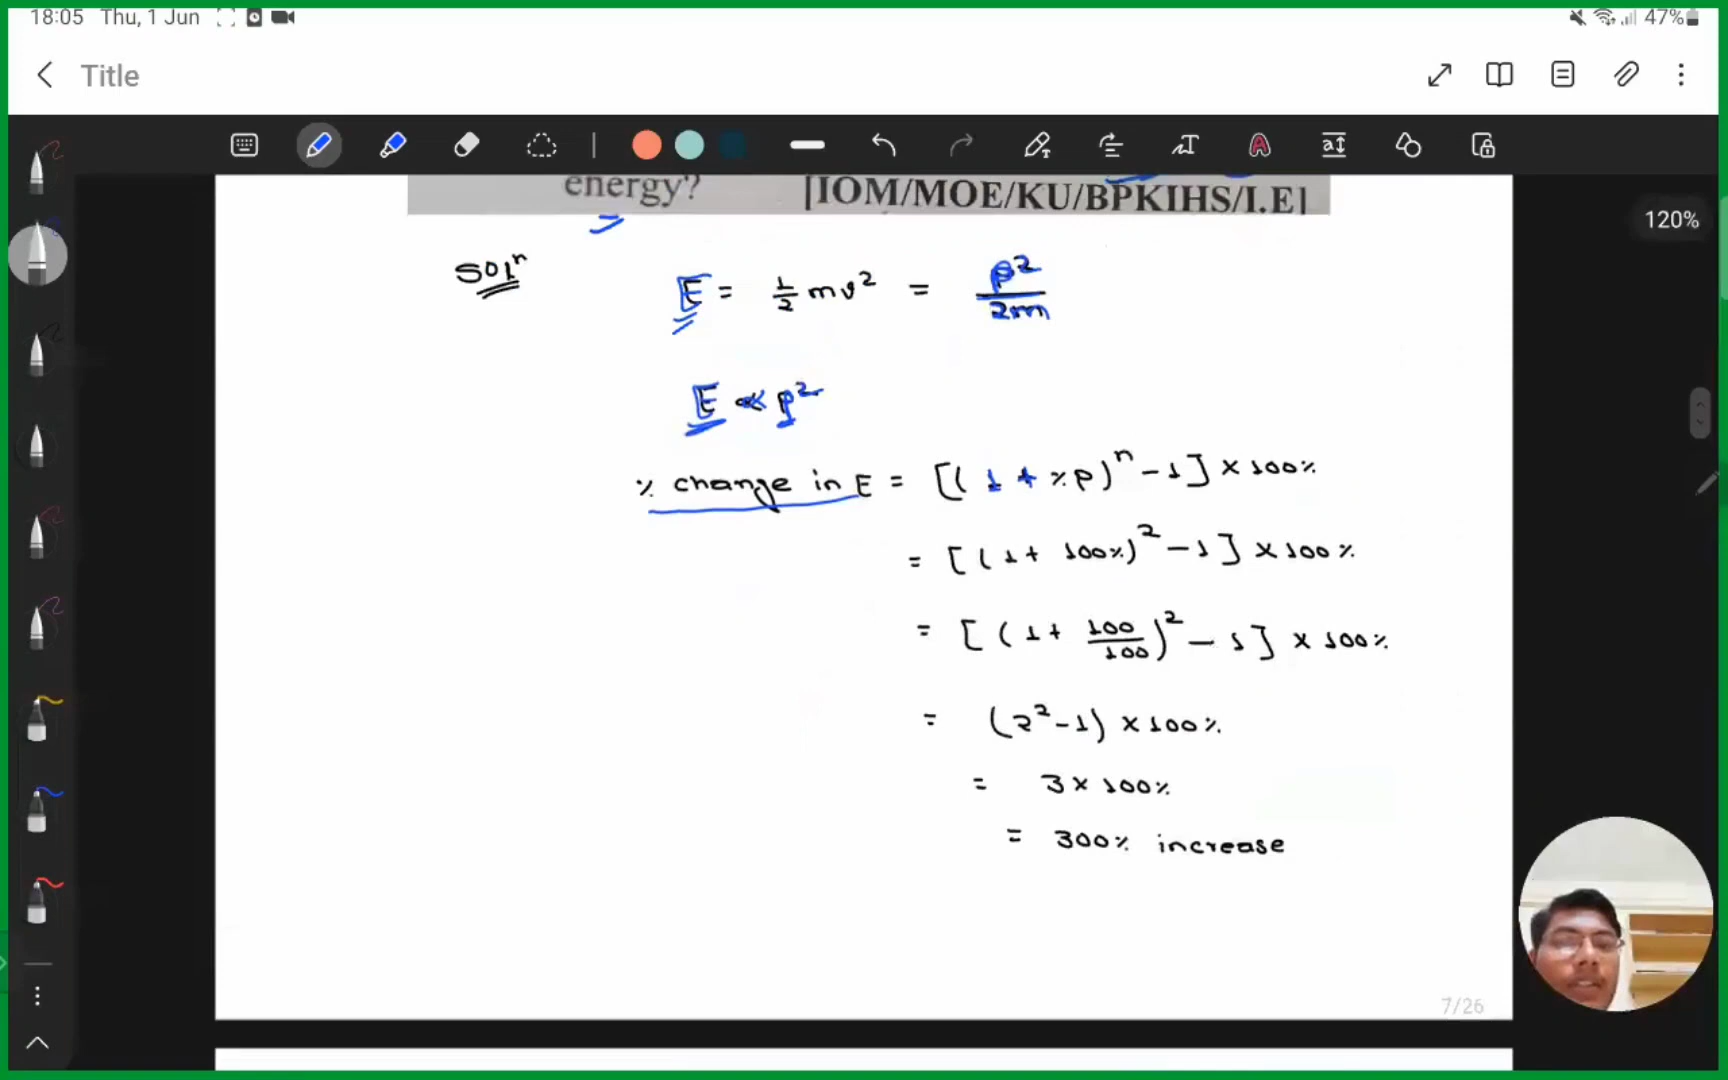 18:05 Thu, 1 Jun 47%
Title
120%
energy? [IOM/MOE/KU/BPKIHS/I.E]
Solⁿ
E = ½ mv² = p²/2m
E ∝ p²
% change in E = [(1 + %p)ⁿ - 1] × 100%
= [(1 + 100%)² - 1] × 100%
= [(1 + 100/100)² - 1] × 100%
= (2² - 1) × 100%
= 3 × 100%
= 300% increase
7/26